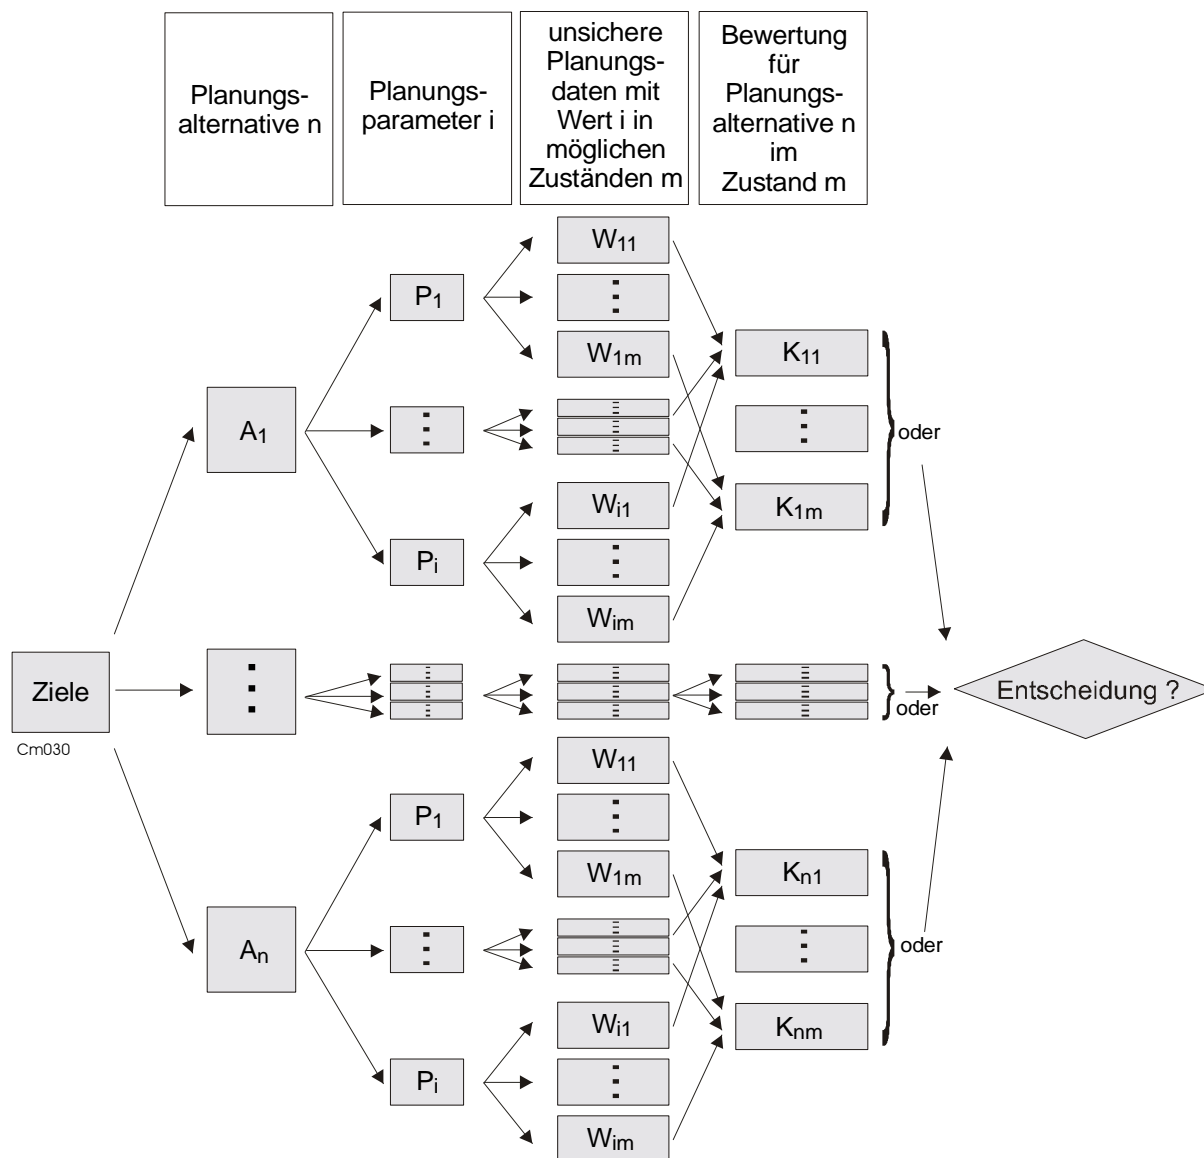 Planungs-
alternative n
Planungs-
parameter i
unsichere
Planungs-
daten mit
Wert i in
möglichen
Zuständen m
Bewertung
für
Planungs-
alternative n
im
Zustand m
W11
P1
W1m
K11
A1
oder
Wi1
K1m
Pi
Wim
Ziele
Entscheidung ?
oder
Cm030
W11
P1
W1m
Kn1
An
oder
Wi1
Knm
Pi
Wim